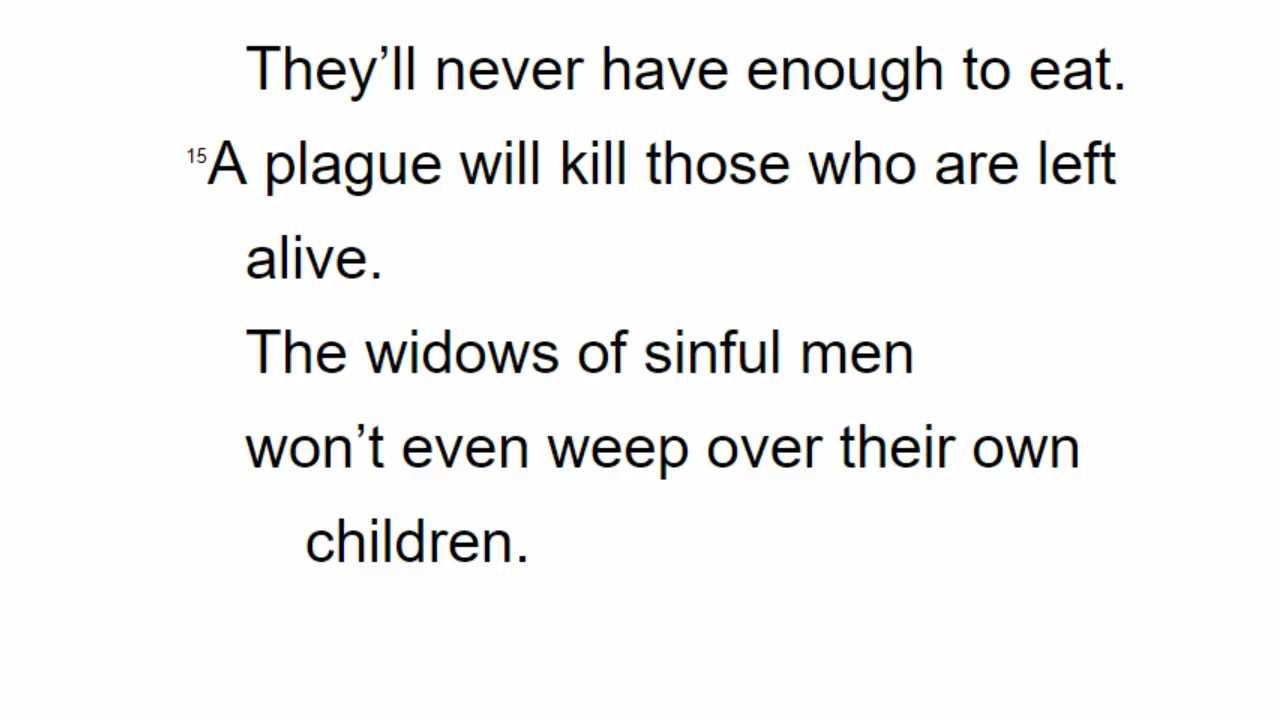 They’ll never have enough to eat.
15A plague will kill those who are left
alive.
The widows of sinful men
won’t even weep over their own
children.